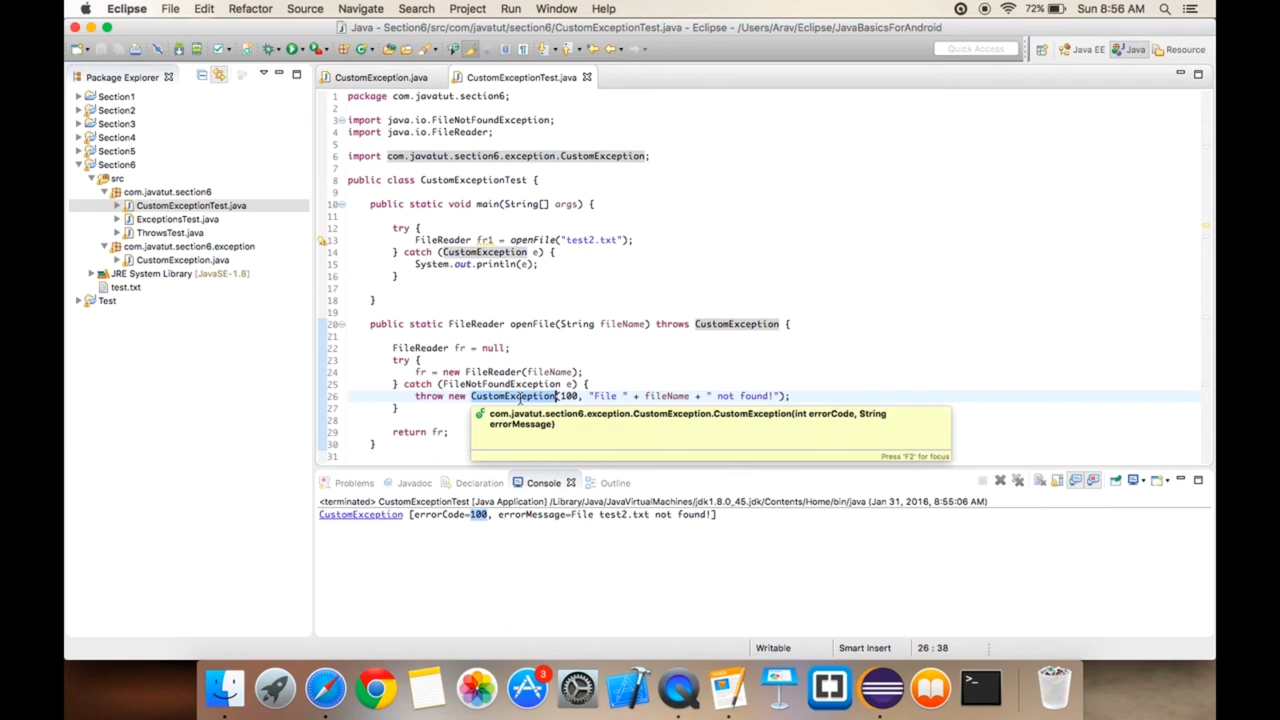 Eclipse File Edit Refactor Source Navigate Search Project Run Window Help 72% Sun 8:56 AM
Java - Section6/src/com/javatut/section6/CustomExceptionTest.java - Eclipse - /Users/Arav/Eclipse/JavaBasicsForAndroid
Quick Access Java EE Java Resource
Package Explorer
Section1
Section2
Section3
Section4
Section5
Section6
src
com.javatut.section6
CustomExceptionTest.java
ExceptionsTest.java
ThrowsTest.java
com.javatut.section6.exception
CustomException.java
JRE System Library [JavaSE-1.8]
test.txt
Test
CustomException.java CustomExceptionTest.java
1 package com.javatut.section6;
2
3 import java.io.FileNotFoundException;
4 import java.io.FileReader;
5
6 import com.javatut.section6.exception.CustomException;
7
8 public class CustomExceptionTest {
9
10 public static void main(String[] args) {
11
12 try {
13 FileReader fr1 = openFile("test2.txt");
14 } catch (CustomException e) {
15 System.out.println(e);
16 }
17
18 }
19
20 public static FileReader openFile(String fileName) throws CustomException {
21
22 FileReader fr = null;
23 try {
24 fr = new FileReader(fileName);
25 } catch (FileNotFoundException e) {
26 throw new CustomException(100, "File " + fileName + " not found!");
27 }
28
29 return fr;
30 }
31
com.javatut.section6.exception.CustomException.CustomException(int errorCode, String
errorMessage)
Press 'F2' for focus
Problems Javadoc Declaration Console Outline
<terminated> CustomExceptionTest [Java Application] /Library/Java/JavaVirtualMachines/jdk1.8.0_45.jdk/Contents/Home/bin/java (Jan 31, 2016, 8:55:06 AM)
CustomException [errorCode=100, errorMessage=File test2.txt not found!]
Writable Smart Insert 26 : 38
3